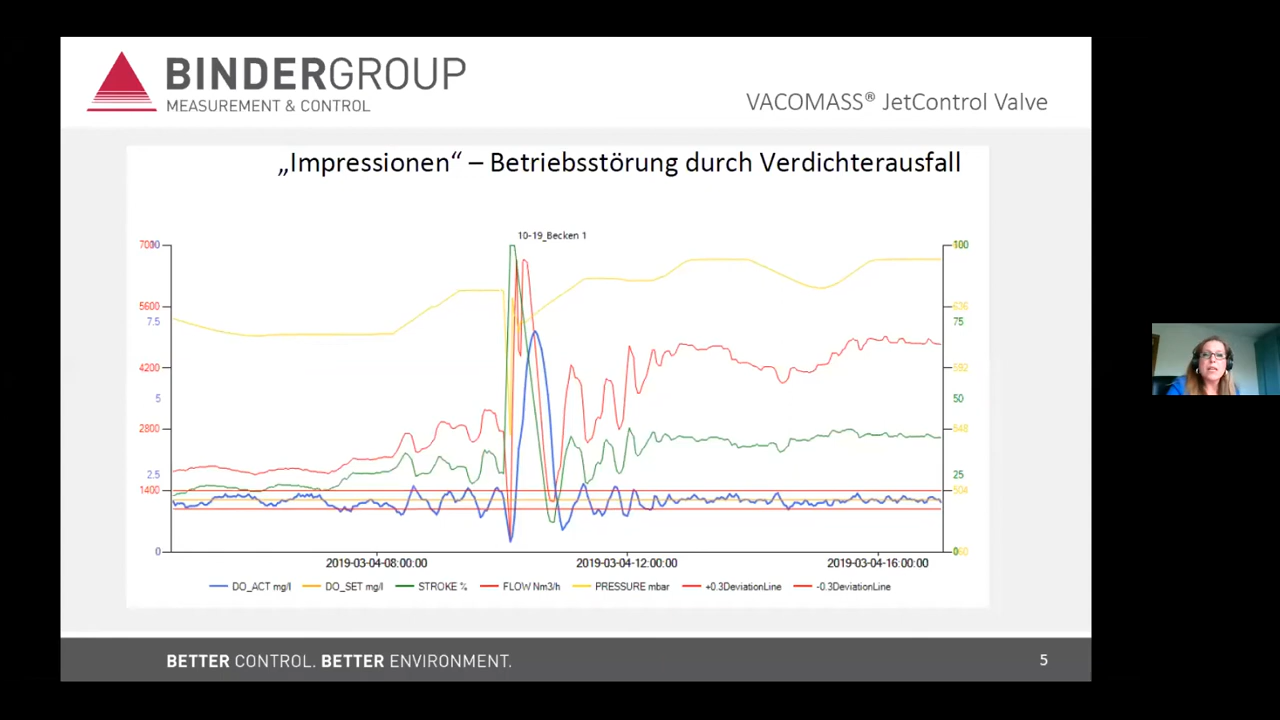 BINDERGROUP
MEASUREMENT & CONTROL
VACOMASS® JetControl Valve
„Impressionen“ – Betriebsstörung durch Verdichterausfall
10-19_Becken 1
7000
5600
7.5
4200
5
2800
2.5
1400
0
100
75
592
50
25
504
2019-03-04-08:00:00
2019-03-04-12:00:00
2019-03-04-16:00:00
DO_ACT mg/l
DO_SET mg/l
STROKE %
FLOW Nm3/h
PRESSURE mbar
+0.3DeviationLine
-0.3DeviationLine
BETTER CONTROL. BETTER ENVIRONMENT.
5